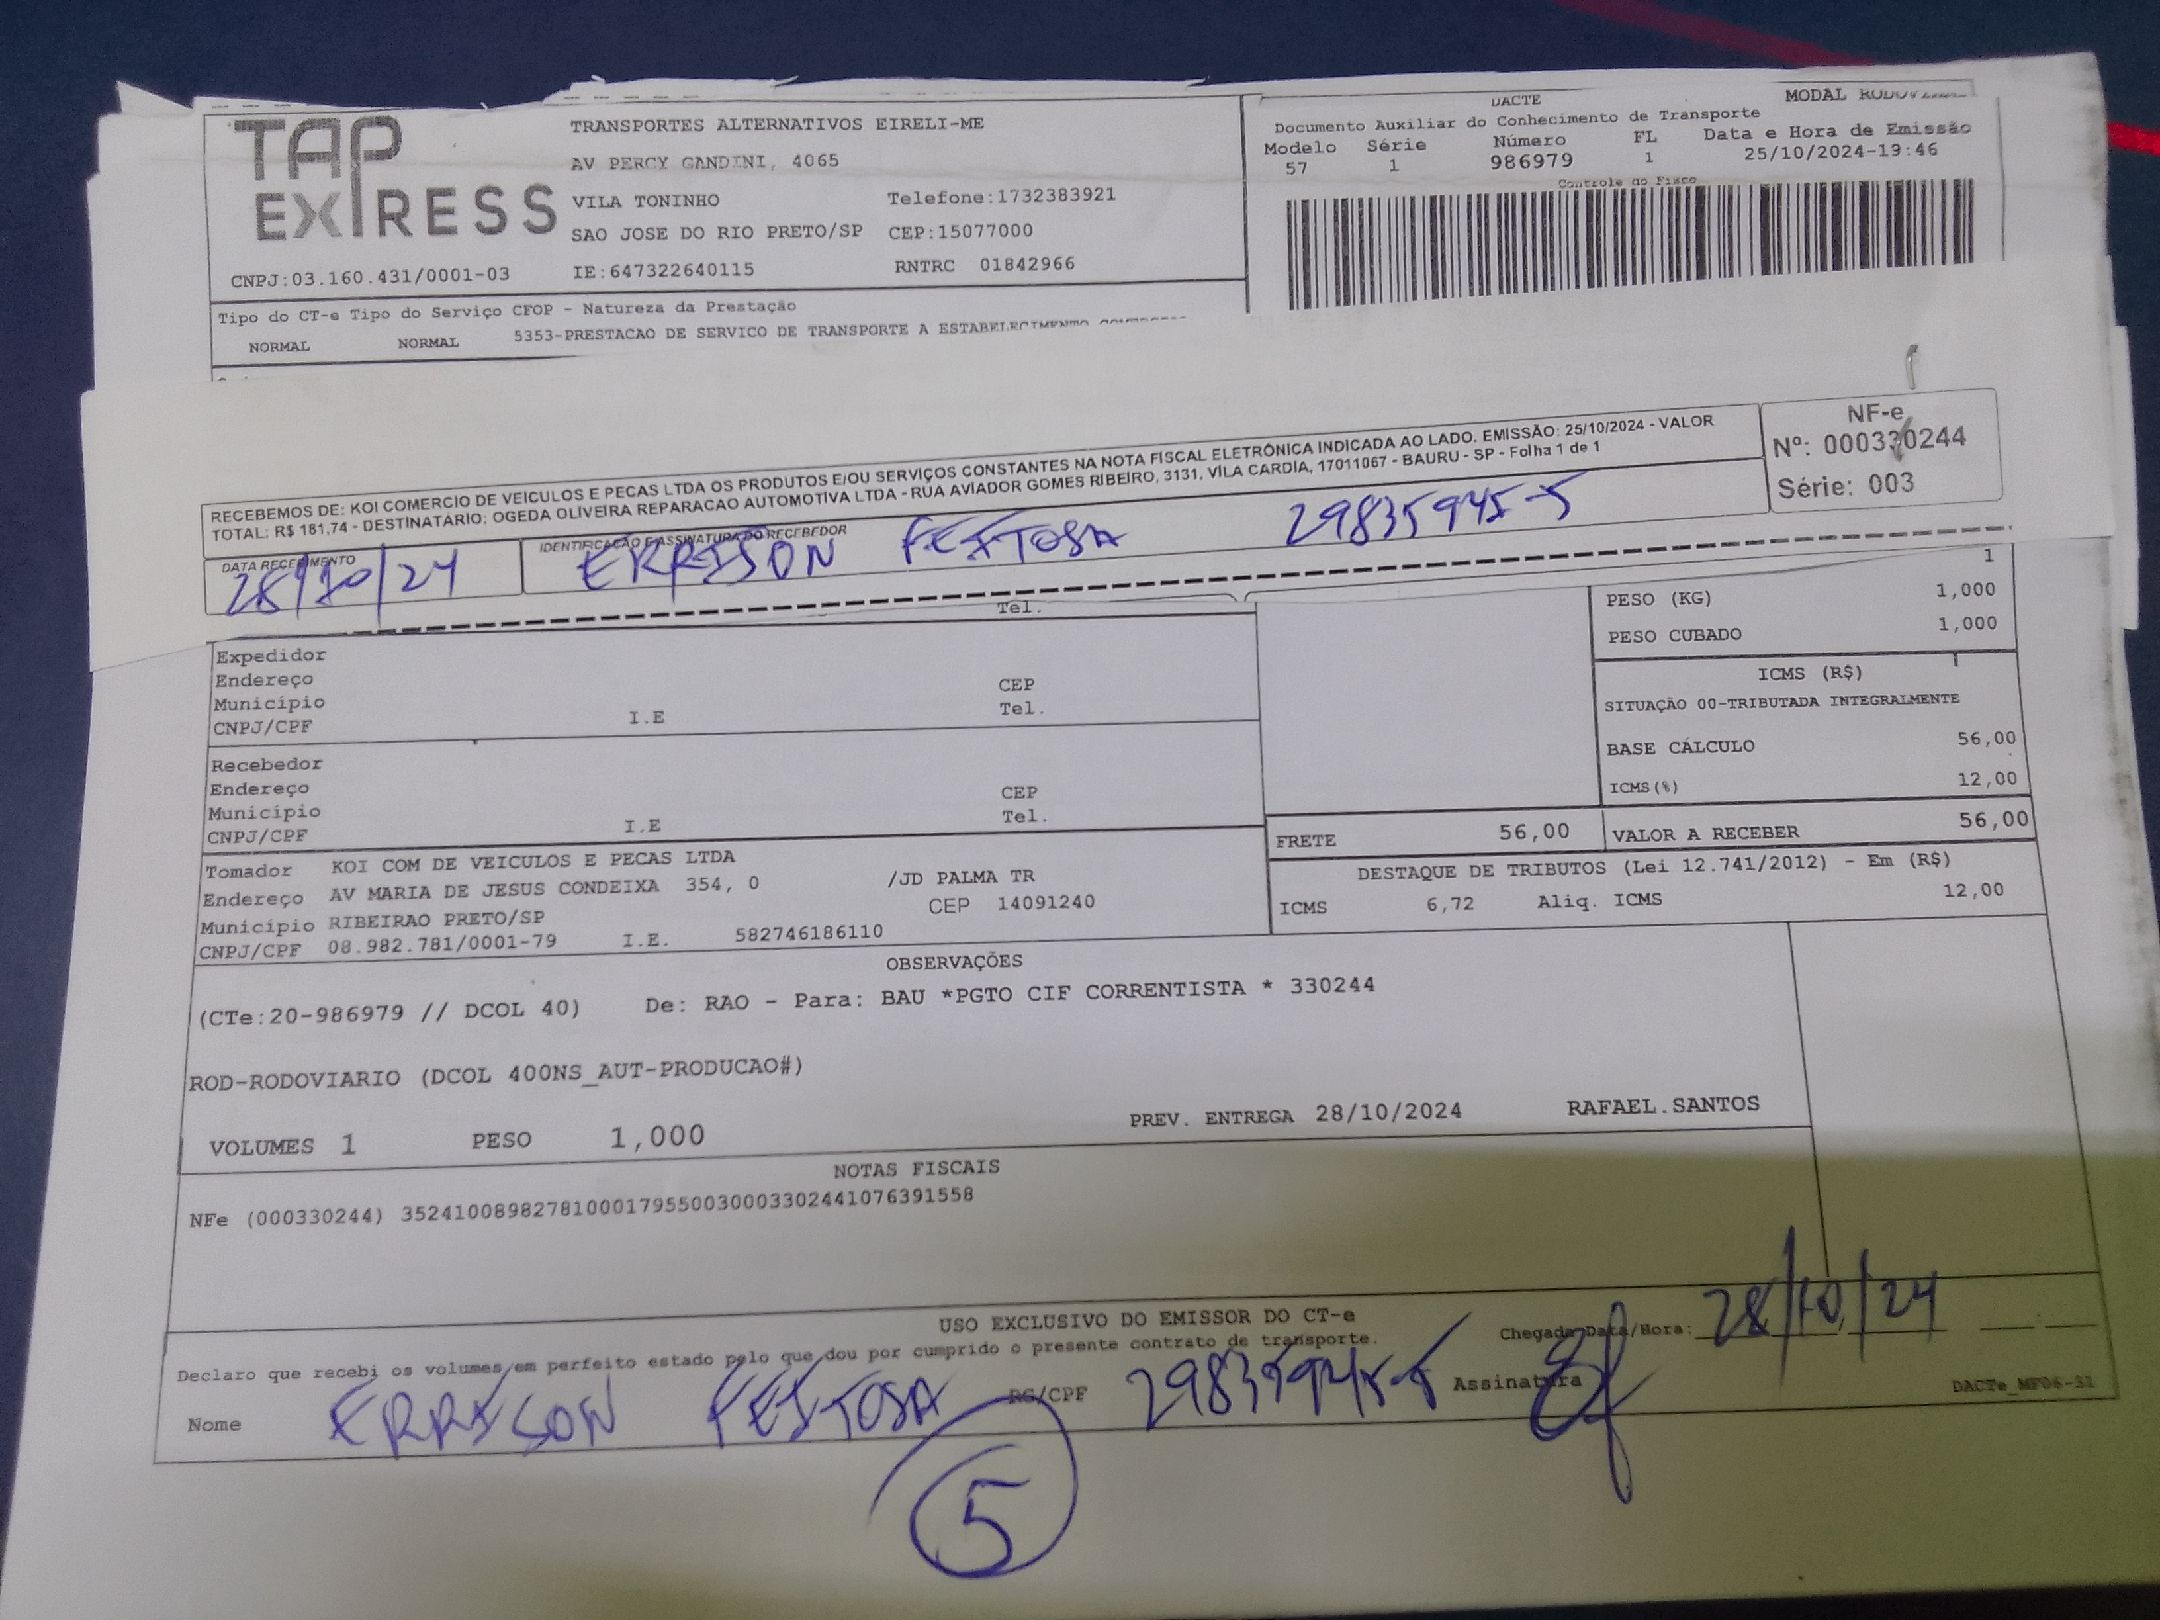 TAP
EXPRESS
CNPJ:03.160.431/0001-03
TRANSPORTES ALTERNATIVOS EIRELI-ME
AV PERCY GANDINI, 4065
VILA TONINHO Telefone:1732383921
SAO JOSE DO RIO PRETO/SP CEP:15077000
IE:647322640115 RNTRC 01842966
DACTE MODAL RODOVIARIO
Documento Auxiliar do Conhecimento de Transporte
Modelo Série Número FL Data e Hora de Emissão
57 1 986979 1 25/10/2024-19:46
Controle do Fisco
Tipo do CT-e Tipo do Serviço CFOP - Natureza da Prestação
NORMAL NORMAL 5353-PRESTACAO DE SERVICO DE TRANSPORTE A ESTABELECIMENTO
RECEBEMOS DE: KOI COMERCIO DE VEICULOS E PECAS LTDA OS PRODUTOS E/OU SERVIÇOS CONSTANTES NA NOTA FISCAL ELETRÔNICA INDICADA AO LADO. EMISSÃO: 25/10/2024 - VALOR
TOTAL: R$ 181,74 - DESTINATÁRIO: OGEDA OLIVEIRA REPARACAO AUTOMOTIVA LTDA - RUA AVIADOR GOMES RIBEIRO, 3131, VILA CARDIA, 17011067 - BAURU - SP - Folha 1 de 1
NF-e
Nº: 000330244
Série: 003
DATA RECEBIMENTO IDENTIFICAÇÃO E ASSINATURA DO RECEBEDOR
28/10/24 ERRISON FEITOSA 29835945-5
Tel.
1
PESO (KG) 1,000
PESO CUBADO 1,000
Expedidor
Endereço CEP
Município Tel.
CNPJ/CPF I.E
ICMS (R$)
SITUAÇÃO 00-TRIBUTADA INTEGRALMENTE
BASE CÁLCULO 56,00
ICMS(%) 12,00
Recebedor
Endereço CEP
Município Tel.
CNPJ/CPF I.E
FRETE 56,00 VALOR A RECEBER 56,00
Tomador KOI COM DE VEICULOS E PECAS LTDA
Endereço AV MARIA DE JESUS CONDEIXA 354, 0 /JD PALMA TR
Município RIBEIRAO PRETO/SP CEP 14091240
CNPJ/CPF 08.982.781/0001-79 I.E. 582746186110
DESTAQUE DE TRIBUTOS (Lei 12.741/2012) - Em (R$)
ICMS 6,72 Aliq. ICMS 12,00
OBSERVAÇÕES
(CTe:20-986979 // DCOL 40) De: RAO - Para: BAU *PGTO CIF CORRENTISTA * 330244
ROD-RODOVIARIO (DCOL 400NS_AUT-PRODUCAO#)
VOLUMES 1 PESO 1,000 PREV. ENTREGA 28/10/2024 RAFAEL.SANTOS
NOTAS FISCAIS
NFe (000330244) 35241008982781000179550030003302441076391558
USO EXCLUSIVO DO EMISSOR DO CT-e
Declaro que recebi os volumes em perfeito estado pelo que dou por cumprido o presente contrato de transporte.
Chegada Data/Hora: 28/10/24
Nome ERRISON FEITOSA RG/CPF 29835945-5 Assinatura
DACTe_MF06-S1
5